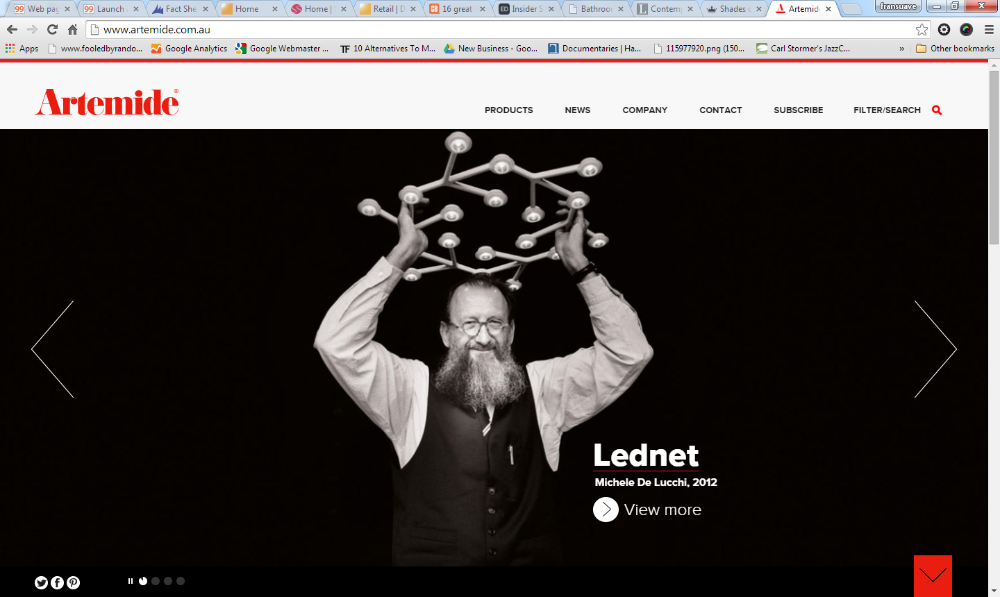 Web pag
Launch
Fact She
Home
Home |
Retail | D
16 great
Insider S
Bathroo
Contemp
Shades
Artemid
fransuave
www.artemide.com.au
Apps
www.fooledbyrando...
Google Analytics
Google Webmaster ...
10 Alternatives To M...
New Business - Goo...
Documentaries | Ha...
115977920.png (150...
Carl Stormer's JazzC...
»
Other bookmarks
Artemide®
PRODUCTS
NEWS
COMPANY
CONTACT
SUBSCRIBE
FILTER/SEARCH
Lednet
Michele De Lucchi, 2012
View more